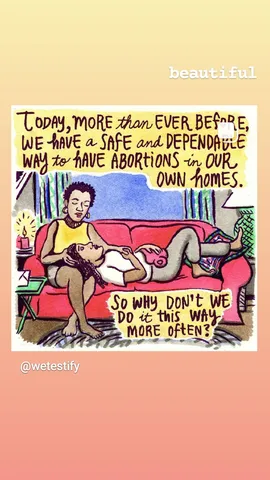 beautiful
TODAY, MORE than EVER BEFORE,
WE HAVE a SAFE and DEPENDABLE
WAY to HAVE ABORTIONS in OUR
OWN HOMES.
SO WHY DON'T WE
DO it THIS WAY
MORE OFTEN?
@wetestify